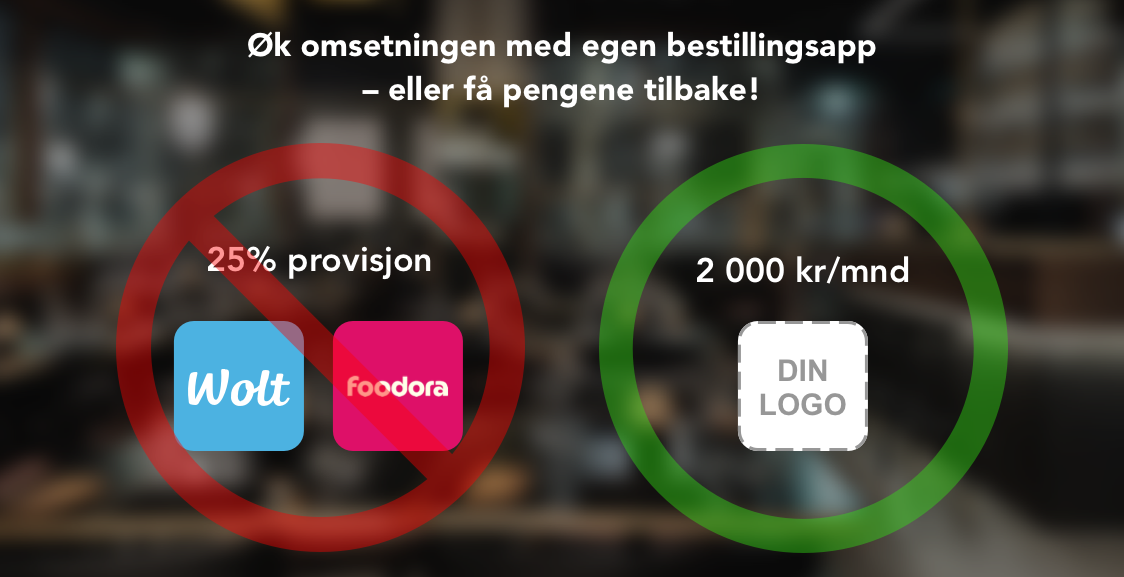 Øk omsetningen med egen bestillingsapp
– eller få pengene tilbake!
25% provisjon
Wolt
foodora
2 000 kr/mnd
DIN
LOGO